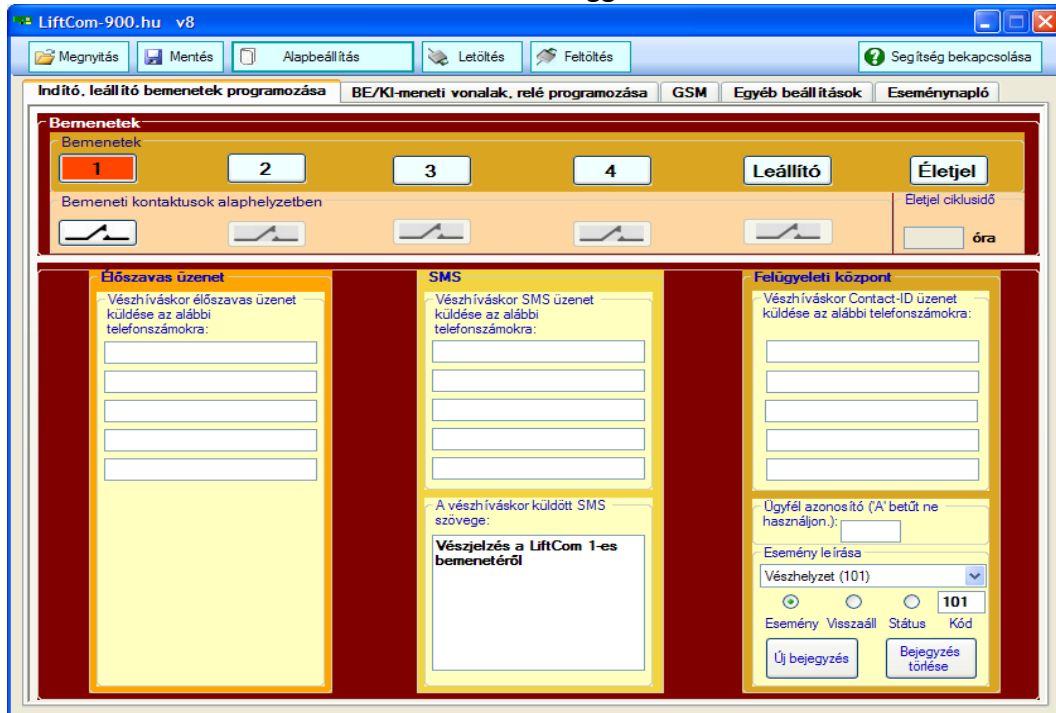 LiftCom-900.hu v8
Megnyitás Mentés Alapbeállítás Letöltés Feltöltés Segítség bekapcsolása
Indító, leállító bemenetek programozása BE/KI-meneti vonalak, relé programozása GSM Egyéb beállítások Eseménynapló
Bemenetek
Bemenetek
1 2 3 4 Leállító Életjel
Bemeneti kontaktusok alaphelyzetben Életjel ciklusidő
óra
Élőszavas üzenet
Vészhíváskor élőszavas üzenet
küldése az alábbi
telefonszámokra:
SMS
Vészhíváskor SMS üzenet
küldése az alábbi
telefonszámokra:
A vészhíváskor küldött SMS
szövege:
Vészjelzés a LiftCom 1-es
bemenetéről
Felügyeleti központ
Vészhíváskor Contact-ID üzenet
küldése az alábbi telefonszámokra:
Ügyfél azonosító ('A' betűt ne
használjon.):
Esemény leírása
Vészhelyzet (101)
101
Esemény Visszaáll Státus Kód
Új bejegyzés Bejegyzés
törlése